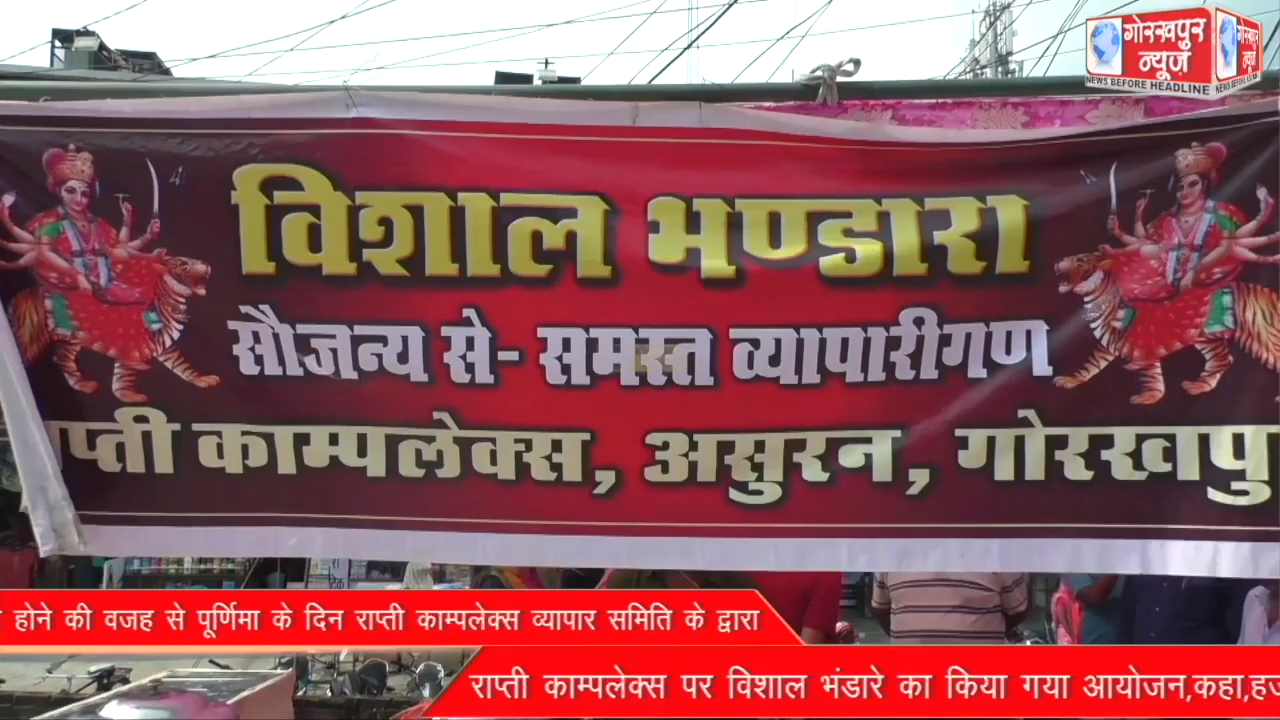 गोरखपुर
न्यूज़
NEWS BEFORE HEADLINE
विशाल भण्डारा
सौजन्य से- समस्त व्यापारीगण
काम्पलेक्स, असुरन,
होने की वजह से पूर्णिमा के दिन राप्ती काम्पलेक्स व्यापार समिति के द्वारा
राप्ती काम्पलेक्स पर विशाल भंडारे का किया गया आयोजन,कहा,